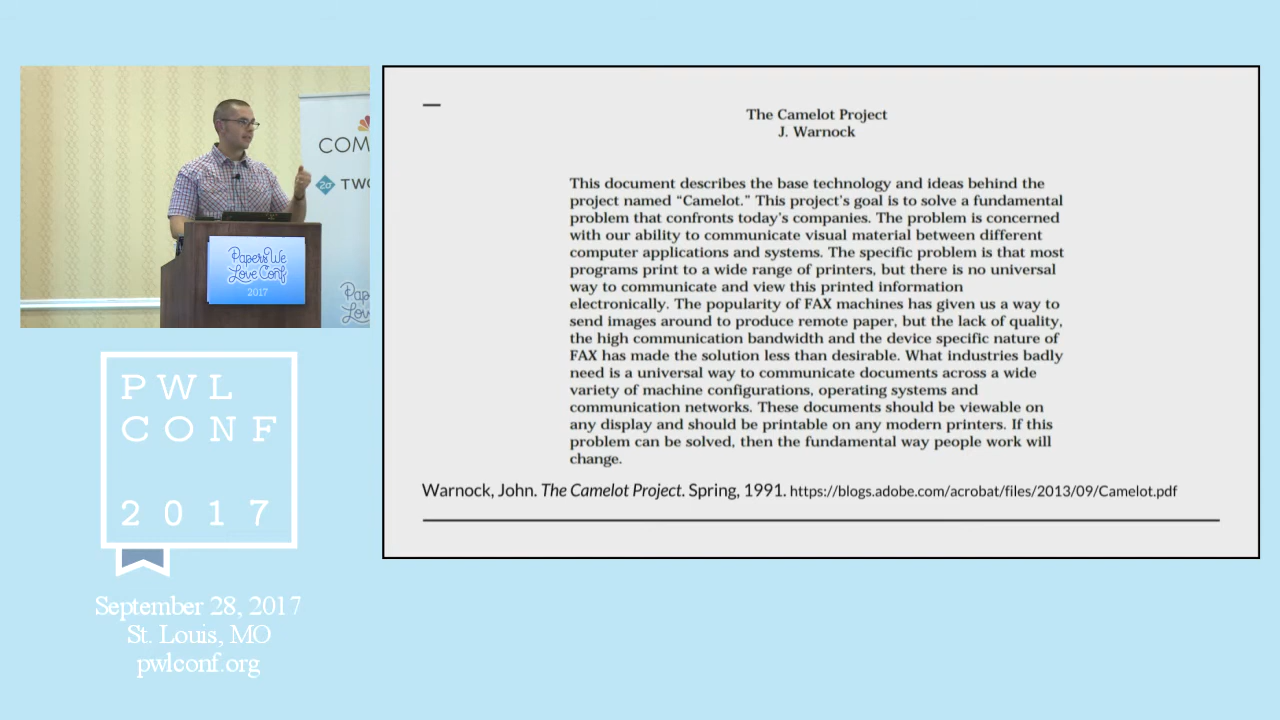 COM
TWO
Papers We
Love Conf
2017
Pap
Lov
PWL
CONF
2017
September 28, 2017
St. Louis, MO
pwlconf.org
The Camelot Project
J. Warnock
This document describes the base technology and ideas behind the
project named “Camelot.” This project's goal is to solve a fundamental
problem that confronts today's companies. The problem is concerned
with our ability to communicate visual material between different
computer applications and systems. The specific problem is that most
programs print to a wide range of printers, but there is no universal
way to communicate and view this printed information
electronically. The popularity of FAX machines has given us a way to
send images around to produce remote paper, but the lack of quality,
the high communication bandwidth and the device specific nature of
FAX has made the solution less than desirable. What industries badly
need is a universal way to communicate documents across a wide
variety of machine configurations, operating systems and
communication networks. These documents should be viewable on
any display and should be printable on any modern printers. If this
problem can be solved, then the fundamental way people work will
change.
Warnock, John. The Camelot Project. Spring, 1991. https://blogs.adobe.com/acrobat/files/2013/09/Camelot.pdf